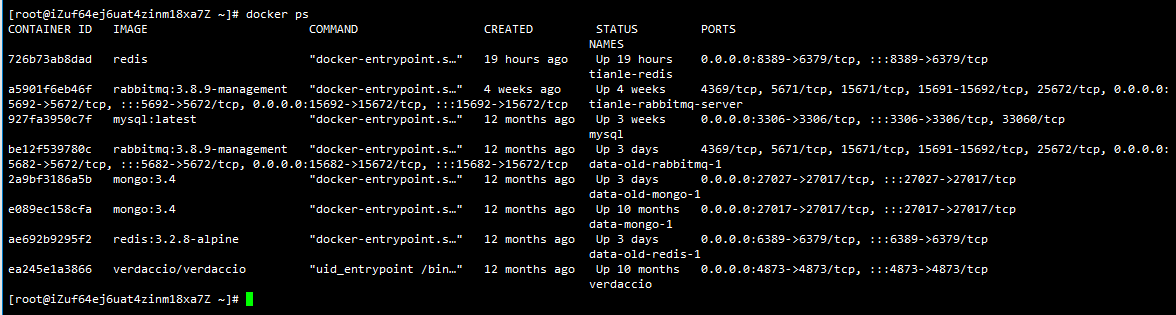 [root@iZuf64ej6uat4zinm18xa7Z ~]# docker ps
CONTAINER ID   IMAGE                       COMMAND                  CREATED         STATUS        PORTS
                                                                                   NAMES
726b73ab8dad   redis                       "docker-entrypoint.s…"   19 hours ago    Up 19 hours   0.0.0.0:8389->6379/tcp, :::8389->6379/tcp
                                                                                   tianle-redis
a5901f6eb46f   rabbitmq:3.8.9-management   "docker-entrypoint.s…"   4 weeks ago     Up 4 weeks    4369/tcp, 5671/tcp, 15671/tcp, 15691-15692/tcp, 25672/tcp, 0.0.0.0:
5692->5672/tcp, :::5692->5672/tcp, 0.0.0.0:15692->15672/tcp, :::15692->15672/tcp   tianle-rabbitmq-server
927fa3950c7f   mysql:latest                "docker-entrypoint.s…"   12 months ago   Up 3 weeks    0.0.0.0:3306->3306/tcp, :::3306->3306/tcp, 33060/tcp
                                                                                   mysql
be12f539780c   rabbitmq:3.8.9-management   "docker-entrypoint.s…"   12 months ago   Up 3 days     4369/tcp, 5671/tcp, 15671/tcp, 15691-15692/tcp, 25672/tcp, 0.0.0.0:
5682->5672/tcp, :::5682->5672/tcp, 0.0.0.0:15682->15672/tcp, :::15682->15672/tcp   data-old-rabbitmq-1
2a9bf3186a5b   mongo:3.4                   "docker-entrypoint.s…"   12 months ago   Up 3 days     0.0.0.0:27027->27017/tcp, :::27027->27017/tcp
                                                                                   data-old-mongo-1
e089ec158cfa   mongo:3.4                   "docker-entrypoint.s…"   12 months ago   Up 10 months  0.0.0.0:27017->27017/tcp, :::27017->27017/tcp
                                                                                   data-mongo-1
ae692b9295f2   redis:3.2.8-alpine          "docker-entrypoint.s…"   12 months ago   Up 3 days     0.0.0.0:6389->6379/tcp, :::6389->6379/tcp
                                                                                   data-old-redis-1
ea245e1a3866   verdaccio/verdaccio         "uid_entrypoint /bin…"   12 months ago   Up 10 months  0.0.0.0:4873->4873/tcp, :::4873->4873/tcp
                                                                                   verdaccio
[root@iZuf64ej6uat4zinm18xa7Z ~]#